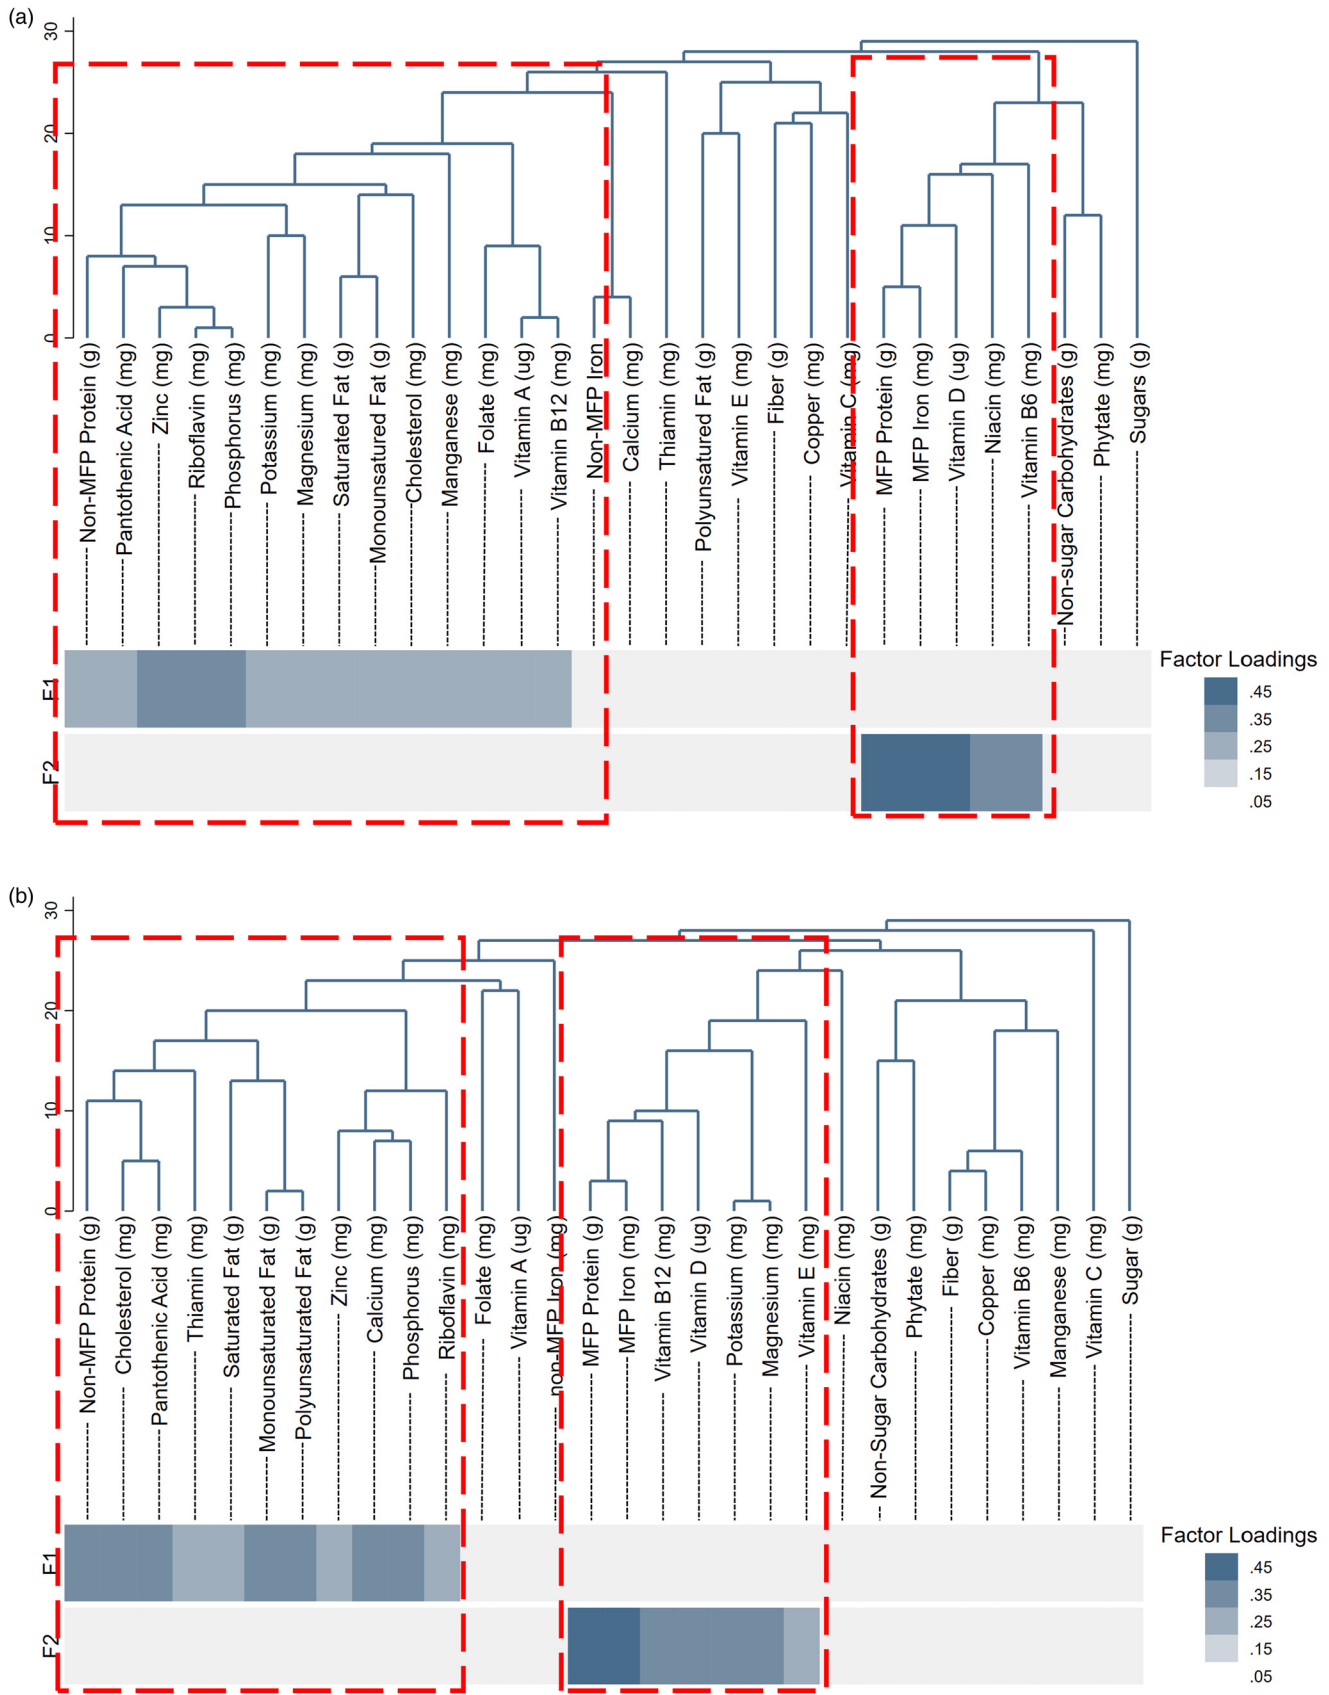 (a)
30
20
10
0
Non-MFP Protein (g)
Pantothenic Acid (mg)
Zinc (mg)
Riboflavin (mg)
Phosphorus (mg)
Potassium (mg)
Magnesium (mg)
Saturated Fat (g)
Monounsatured Fat (g)
Cholesterol (mg)
Manganese (mg)
Folate (mg)
Vitamin A (ug)
Vitamin B12 (mg)
Non-MFP Iron
Calcium (mg)
Thiamin (mg)
Polyunsatured Fat (g)
Vitamin E (mg)
Fiber (g)
Copper (mg)
Vitamin C (mg)
MFP Protein (g)
MFP Iron (mg)
Vitamin D (ug)
Niacin (mg)
Vitamin B6 (mg)
Non-sugar Carbohydrates (g)
Phytate (mg)
Sugars (g)
F1
F2
Factor Loadings
.45
.35
.25
.15
.05
(b)
30
20
10
0
Non-MFP Protein (g)
Cholesterol (mg)
Pantothenic Acid (mg)
Thiamin (mg)
Saturated Fat (g)
Monounsaturated Fat (g)
Polyunsaturated Fat (g)
Zinc (mg)
Calcium (mg)
Phosphorus (mg)
Riboflavin (mg)
Folate (mg)
Vitamin A (ug)
non-MFP Iron (mg)
MFP Protein (g)
MFP Iron (mg)
Vitamin B12 (mg)
Vitamin D (ug)
Potassium (mg)
Magnesium (mg)
Vitamin E (mg)
Niacin (mg)
Non-Sugar Carbohydrates (g)
Phytate (mg)
Fiber (g)
Copper (mg)
Vitamin B6 (mg)
Manganese (mg)
Vitamin C (mg)
Sugar (g)
F1
F2
Factor Loadings
.45
.35
.25
.15
.05